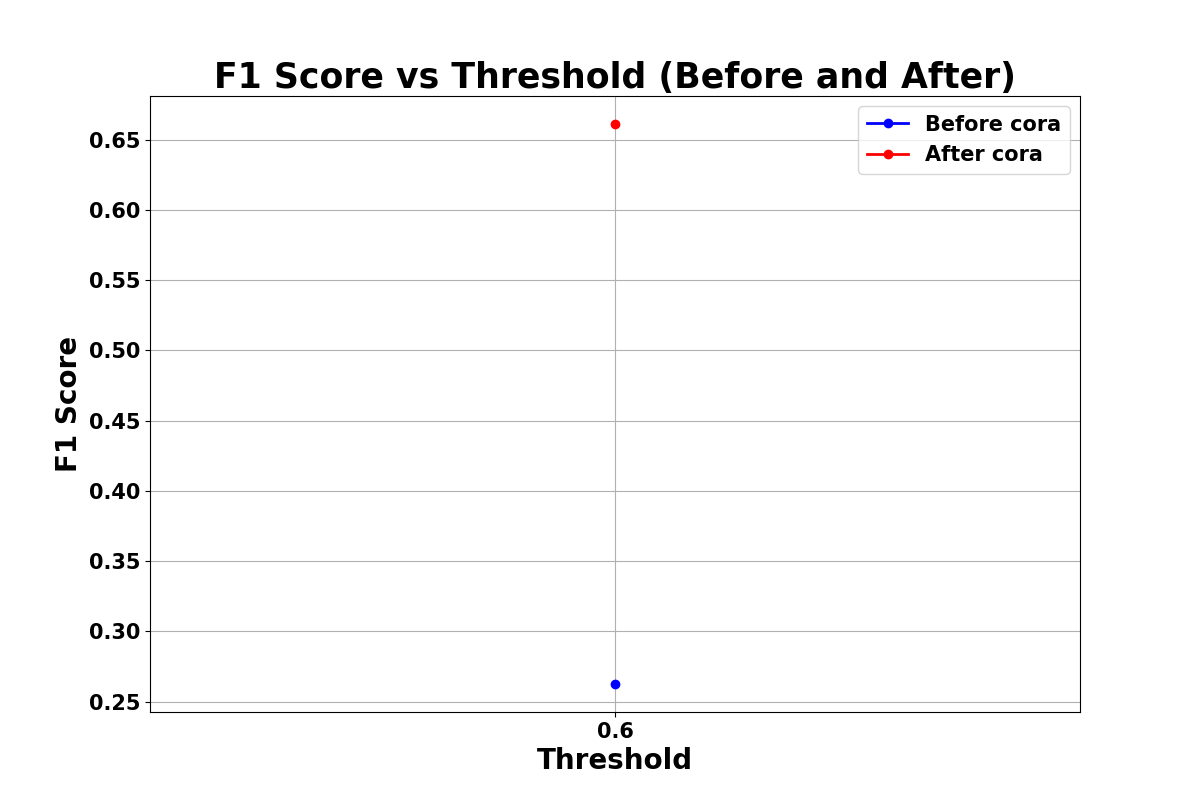 F1 Score vs Threshold (Before and After)
Before cora
After cora
0.65
0.60
0.55
0.50
0.45
0.40
0.35
0.30
0.25
F1 Score
0.6
Threshold